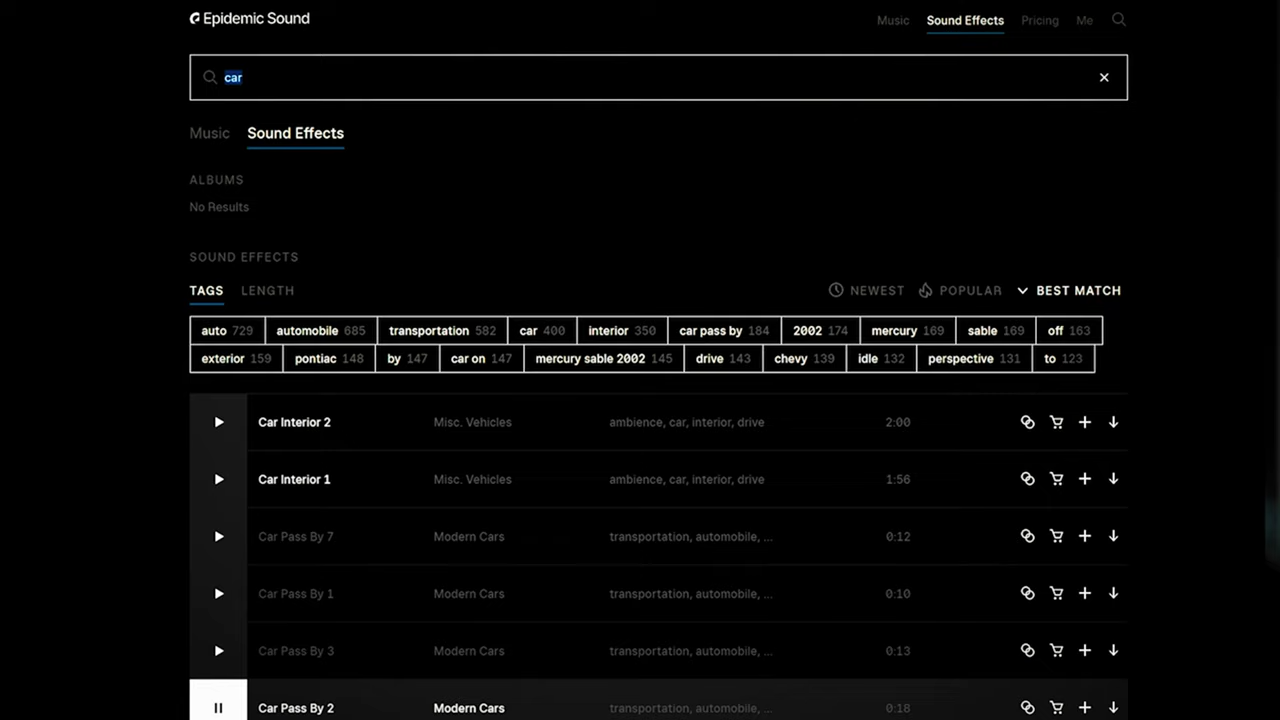 Epidemic Sound
Music Sound Effects Pricing Me
car
Music Sound Effects
ALBUMS
No Results
SOUND EFFECTS
TAGS LENGTH NEWEST POPULAR BEST MATCH
auto 729 automobile 685 transportation 582 car 400 interior 350 car pass by 184 2002 174 mercury 169 sable 169 off 163
exterior 159 pontiac 148 by 147 car on 147 mercury sable 2002 145 drive 143 chevy 139 idle 132 perspective 131 to 123
Car Interior 2 Misc. Vehicles ambience, car, interior, drive 2:00
Car Interior 1 Misc. Vehicles ambience, car, interior, drive 1:56
Car Pass By 7 Modern Cars transportation, automobile, ... 0:12
Car Pass By 1 Modern Cars transportation, automobile, ... 0:10
Car Pass By 3 Modern Cars transportation, automobile, ... 0:13
Car Pass By 2 Modern Cars transportation, automobile, ... 0:18